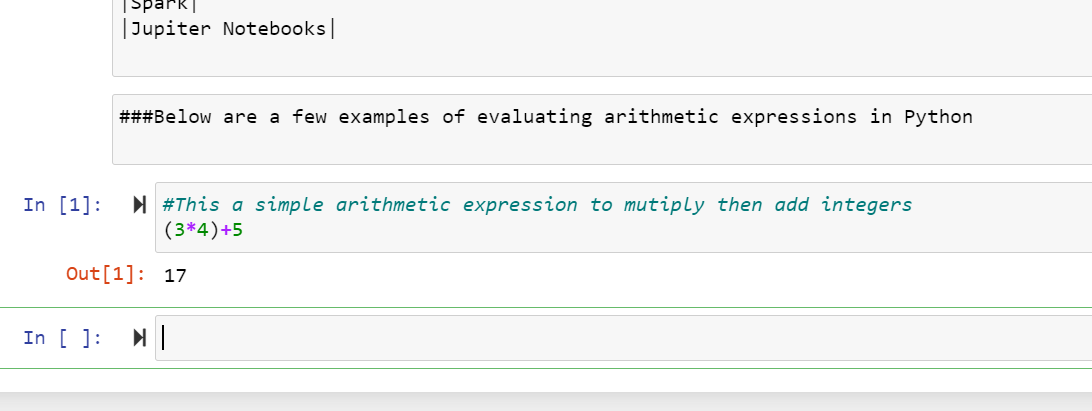 |Spark|
|Jupiter Notebooks|
###Below are a few examples of evaluating arithmetic expressions in Python
In [1]: #This a simple arithmetic expression to mutiply then add integers
(3*4)+5
Out[1]: 17
In [ ]: